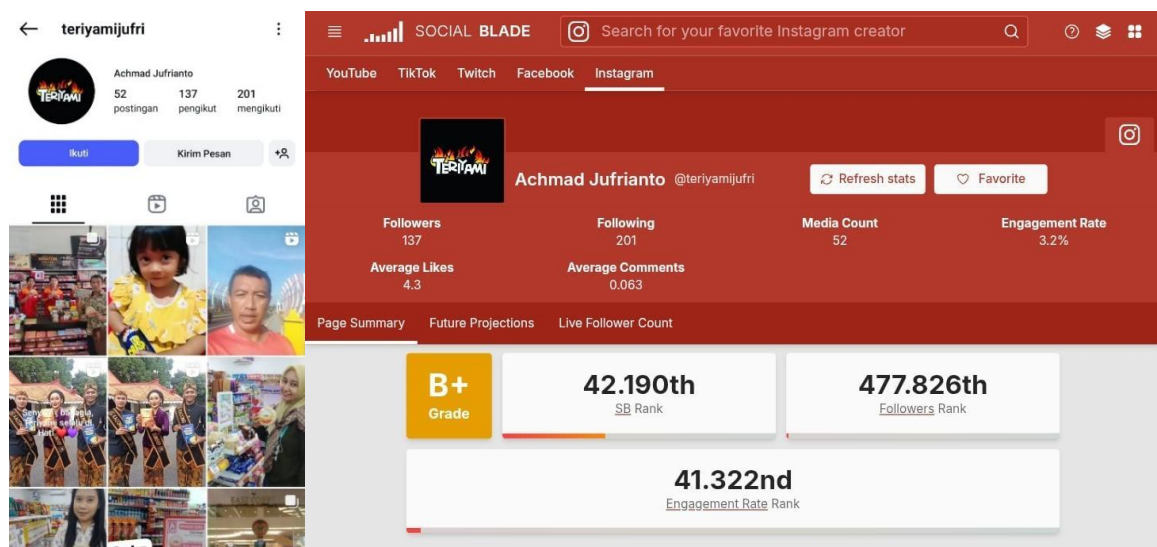 teriyamijufri
TERIYAMI
Achmad Jufrianto
52 137 201
postingan pengikut mengikuti
Ikuti
Kirim Pesan
SOCIAL BLADE
Search for your favorite Instagram creator
YouTube TikTok Twitch Facebook Instagram
TERIYAMI
Achmad Jufrianto @teriyamijufri
Refresh stats
Favorite
Followers Following Media Count Engagement Rate
137 201 52 3.2%
Average Likes Average Comments
4.3 0.063
Page Summary Future Projections Live Follower Count
B+
Grade
42.190th
SB Rank
477.826th
Followers Rank
41.322nd
Engagement Rate Rank